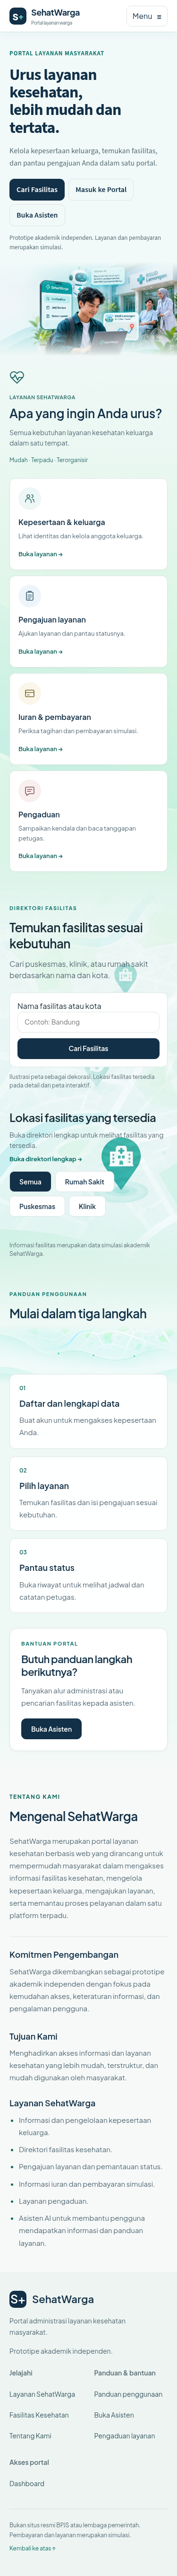 S+
SehatWarga
Portal layanan warga
Menu ≡
PORTAL LAYANAN MASYARAKAT
Urus layanan
kesehatan,
lebih mudah dan
tertata.
Kelola kepesertaan keluarga, temukan fasilitas,
dan pantau pengajuan Anda dalam satu portal.
Cari Fasilitas
Masuk ke Portal
Buka Asisten
Prototipe akademik independen. Layanan dan pembayaran
merupakan simulasi.
LAYANAN SEHATWARGA
Apa yang ingin Anda urus?
Semua kebutuhan layanan kesehatan keluarga
dalam satu tempat.
Mudah · Terpadu · Terorganisir
Kepesertaan & keluarga
Lihat identitas dan kelola anggota keluarga.
Buka layanan →
Pengajuan layanan
Ajukan layanan dan pantau statusnya.
Buka layanan →
Iuran & pembayaran
Periksa tagihan dan pembayaran simulasi.
Buka layanan →
Pengaduan
Sampaikan kendala dan baca tanggapan
petugas.
Buka layanan →
DIREKTORI FASILITAS
Temukan fasilitas sesuai
kebutuhan
Cari puskesmas, klinik, atau rumah sakit
berdasarkan nama dan kota.
Nama fasilitas atau kota
Contoh: Bandung
Cari Fasilitas
Ilustrasi peta sebagai dekorasi. Lokasi fasilitas tersedia
pada detail dan peta interaktif.
Lokasi fasilitas yang tersedia
Buka direktori lengkap untuk melihat fasilitas yang
tersedia.
Buka direktori lengkap →
Semua
Rumah Sakit
Puskesmas
Klinik
Informasi fasilitas merupakan data simulasi akademik
SehatWarga.
PANDUAN PENGGUNAAN
Mulai dalam tiga langkah
01
Daftar dan lengkapi data
Buat akun untuk mengakses kepesertaan
Anda.
02
Pilih layanan
Temukan fasilitas dan isi pengajuan sesuai
kebutuhan.
03
Pantau status
Buka riwayat untuk melihat jadwal dan
catatan petugas.
BANTUAN PORTAL
Butuh panduan langkah
berikutnya?
Tanyakan alur administrasi atau
pencarian fasilitas kepada asisten.
Buka Asisten
TENTANG KAMI
Mengenal SehatWarga
SehatWarga merupakan portal layanan
kesehatan berbasis web yang dirancang untuk
mempermudah masyarakat dalam mengakses
informasi fasilitas kesehatan, mengelola
kepesertaan keluarga, mengajukan layanan,
serta memantau proses pelayanan dalam satu
platform terpadu.
Komitmen Pengembangan
SehatWarga dikembangkan sebagai prototipe
akademik independen dengan fokus pada
kemudahan akses, keteraturan informasi, dan
pengalaman pengguna.
Tujuan Kami
Menghadirkan akses informasi dan layanan
kesehatan yang lebih mudah, terstruktur, dan
mudah digunakan oleh masyarakat.
Layanan SehatWarga
• Informasi dan pengelolaan kepesertaan
keluarga.
• Direktori fasilitas kesehatan.
• Pengajuan layanan dan pemantauan status.
• Informasi iuran dan pembayaran simulasi.
• Layanan pengaduan.
• Asisten AI untuk membantu pengguna
mendapatkan informasi dan panduan
layanan.
S+
SehatWarga
Portal administrasi layanan kesehatan
masyarakat.
Prototipe akademik independen.
Jelajahi
Panduan & bantuan
Layanan SehatWarga
Panduan penggunaan
Fasilitas Kesehatan
Buka Asisten
Tentang Kami
Pengaduan layanan
Akses portal
Dashboard
Bukan situs resmi BPJS atau lembaga pemerintah.
Pembayaran dan layanan merupakan simulasi.
Kembali ke atas ↑